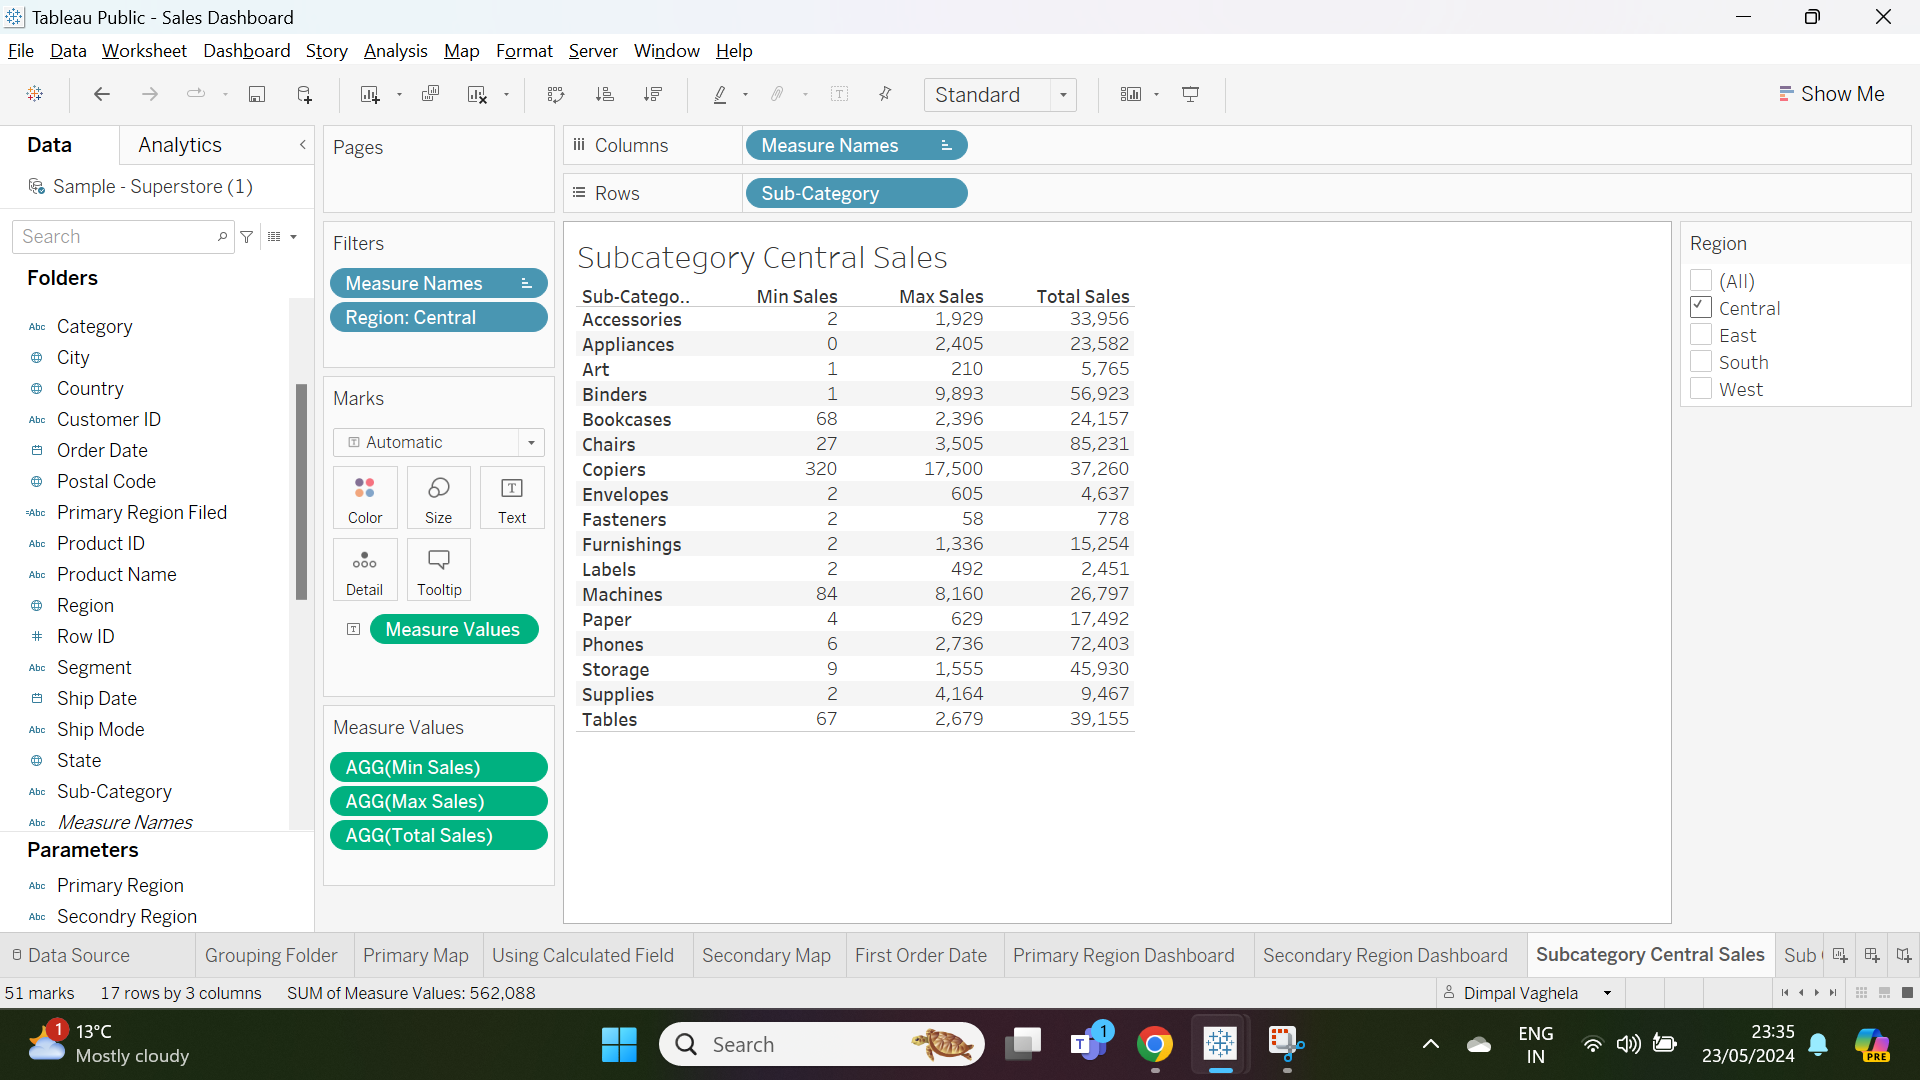 Tableau Public - Sales Dashboard
File Data Worksheet Dashboard Story Analysis Map Format Server Window Help
Standard
Show Me
Data Analytics
Sample - Superstore (1)
Search
Folders
Abc Category
City
Country
Abc Customer ID
Order Date
Postal Code
=Abc Primary Region Filed
Abc Product ID
Abc Product Name
Region
# Row ID
Abc Segment
Ship Date
Abc Ship Mode
State
Abc Sub-Category
Abc Measure Names
Parameters
Abc Primary Region
Abc Secondry Region
Pages
Filters
Measure Names
Region: Central
Marks
T Automatic
Color Size T Text
Detail Tooltip
T Measure Values
Measure Values
AGG(Min Sales)
AGG(Max Sales)
AGG(Total Sales)
Columns Measure Names
Rows Sub-Category
Subcategory Central Sales
Sub-Catego.. Min Sales Max Sales Total Sales
Accessories 2 1,929 33,956
Appliances 0 2,405 23,582
Art 1 210 5,765
Binders 1 9,893 56,923
Bookcases 68 2,396 24,157
Chairs 27 3,505 85,231
Copiers 320 17,500 37,260
Envelopes 2 605 4,637
Fasteners 2 58 778
Furnishings 2 1,336 15,254
Labels 2 492 2,451
Machines 84 8,160 26,797
Paper 4 629 17,492
Phones 6 2,736 72,403
Storage 9 1,555 45,930
Supplies 2 4,164 9,467
Tables 67 2,679 39,155
Region
(All)
Central
East
South
West
Data Source Grouping Folder Primary Map Using Calculated Field Secondary Map First Order Date Primary Region Dashboard Secondary Region Dashboard Subcategory Central Sales Sub
51 marks 17 rows by 3 columns SUM of Measure Values: 562,088 Dimpal Vaghela
1 13°C
Mostly cloudy
Search
T 1
ENG
IN
23:35
23/05/2024
PRE